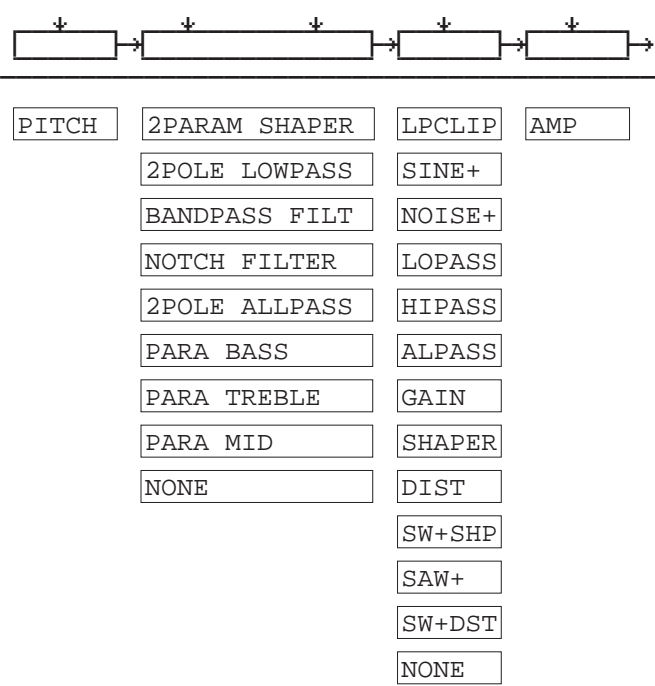 PITCH 2PARAM SHAPER LPCLIP AMP
2POLE LOWPASS SINE+
BANDPASS FILT NOISE+
NOTCH FILTER LOPASS
2POLE ALLPASS HIPASS
PARA BASS ALPASS
PARA TREBLE GAIN
PARA MID SHAPER
NONE DIST
SW+SHP
SAW+
SW+DST
NONE